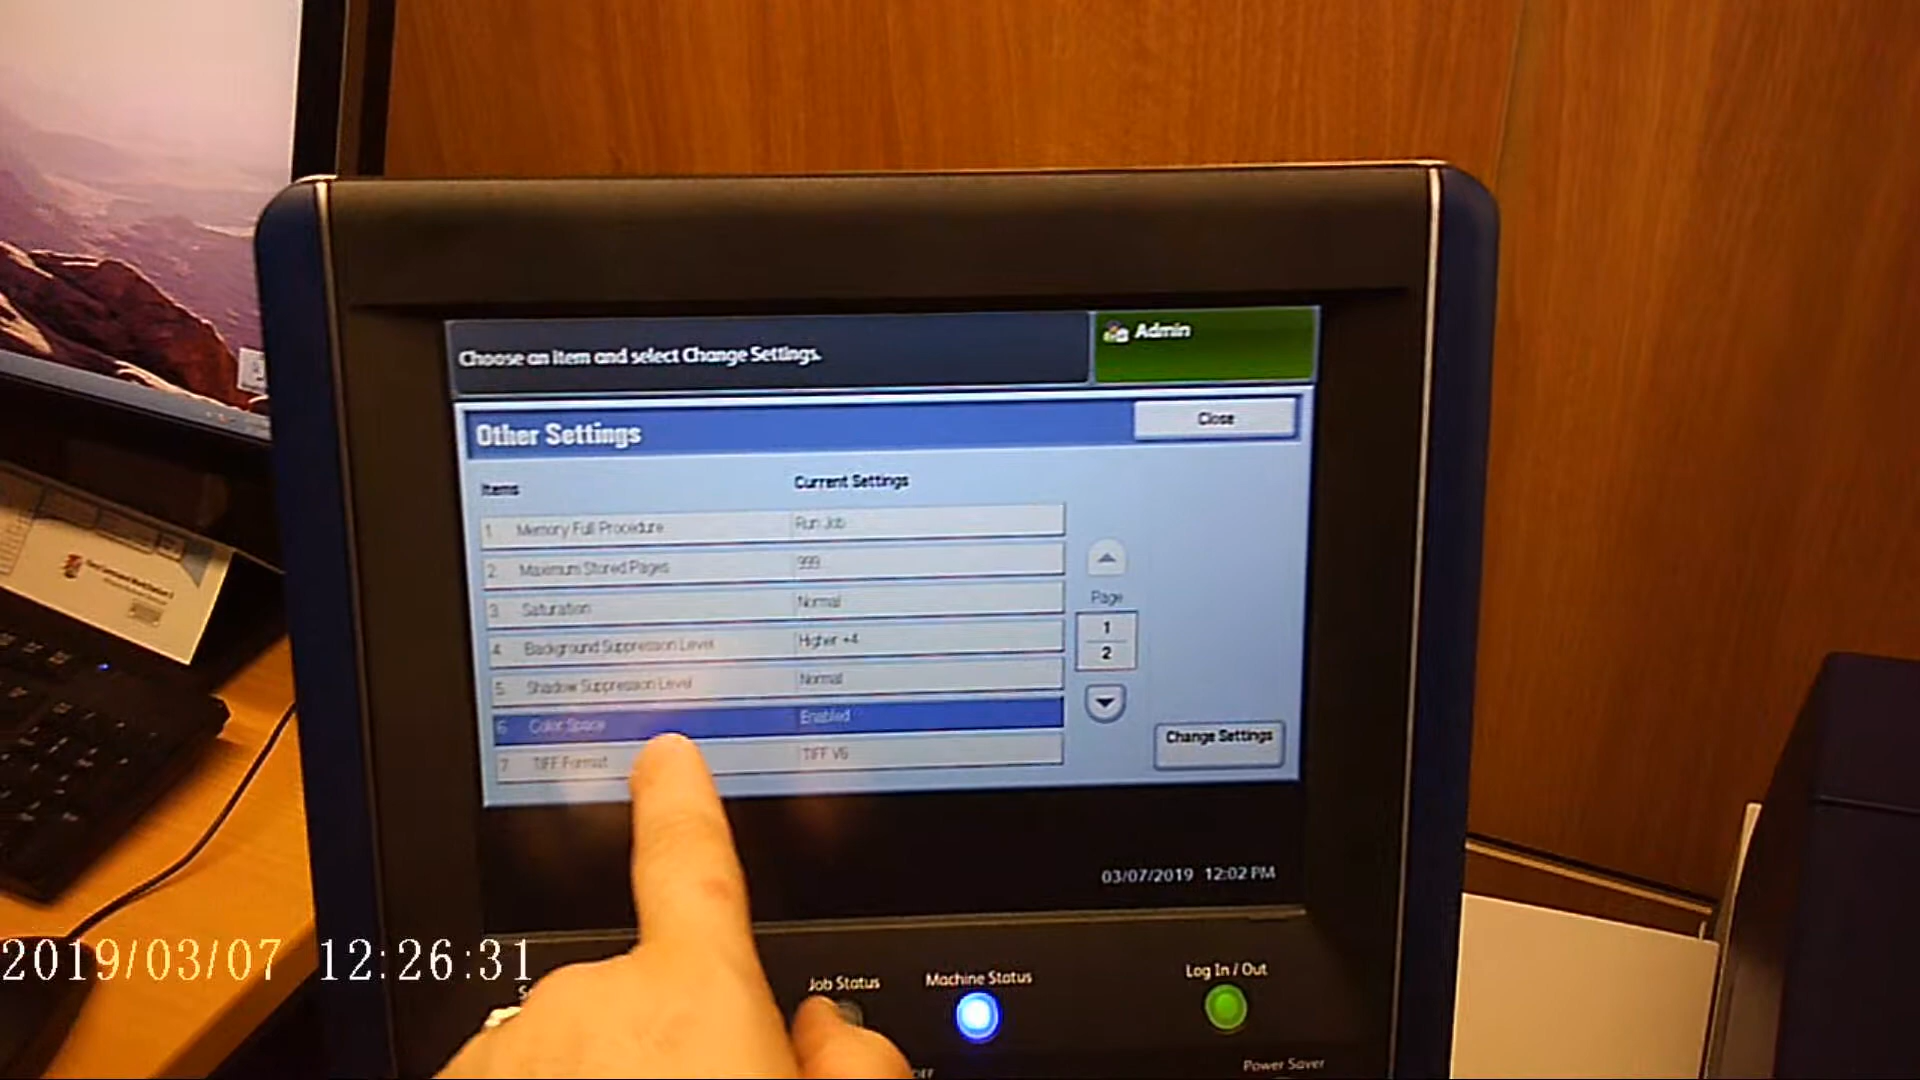 Choose an item and select Change Settings.
Admin
Other Settings
Close
Items
Current Settings
1 Memory Full Procedure Run Job
2 Maximum Stored Pages 999
3 Saturation Normal
4 Background Suppression Level Higher +4
5 Shadow Suppression Level Normal
6 Color Space Enabled
7 TIFF Format TIFF V6
Page
1
2
Change Settings
03/07/2019 12:02 PM
2019/03/07 12:26:31
Job Status
Machine Status
Log In / Out
Power Saver